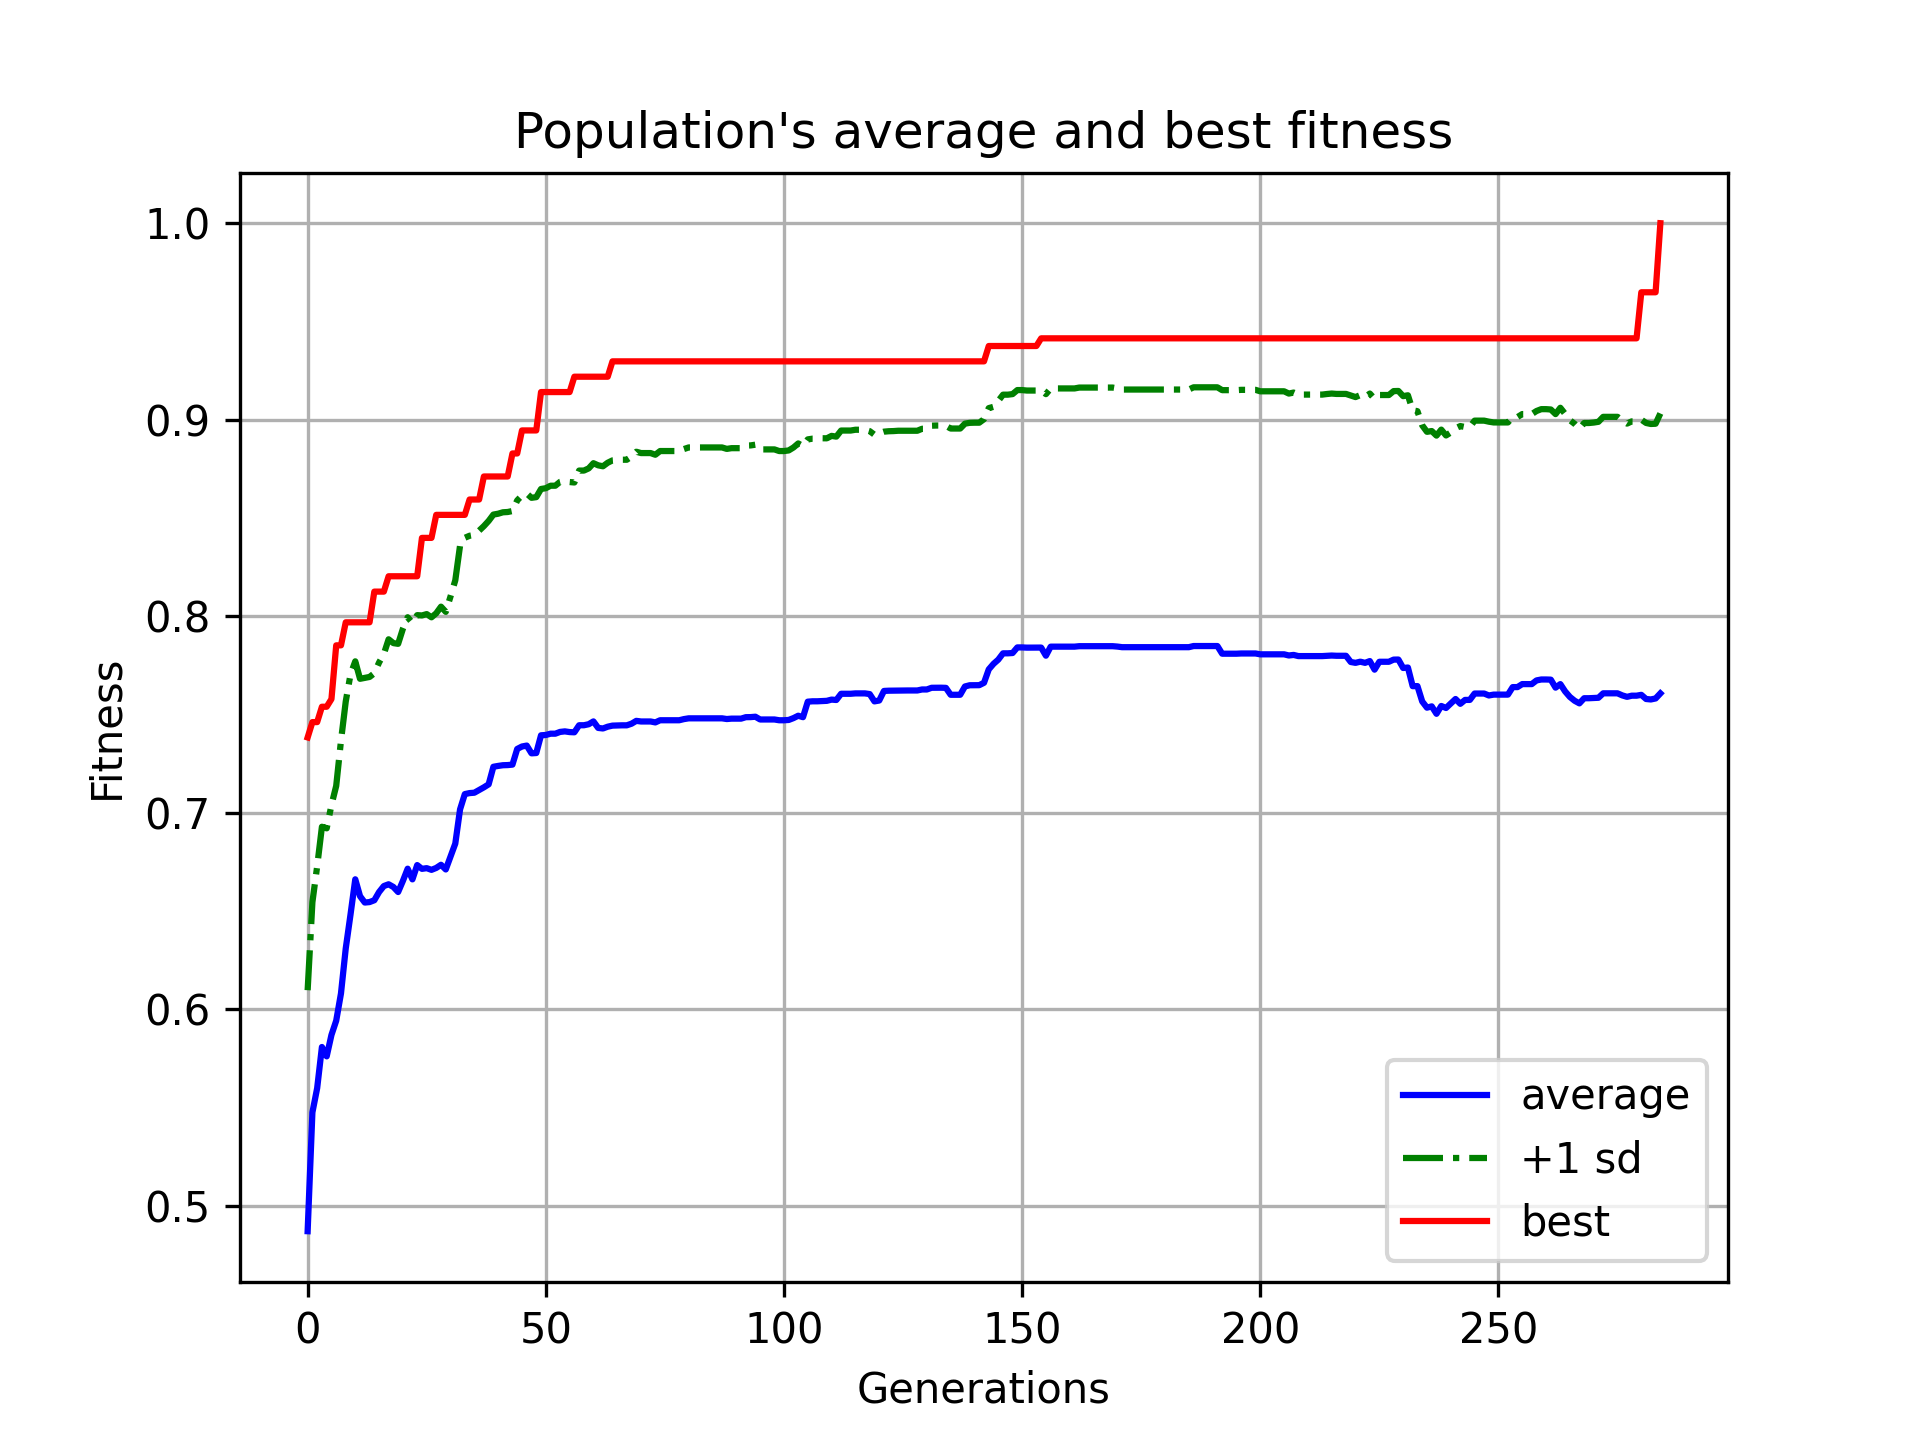 Population's average and best fitness
1.0
0.9
0.8
0.7
0.6
0.5
Fitness
0 50 100 150 200 250
Generations
average
+1 sd
best